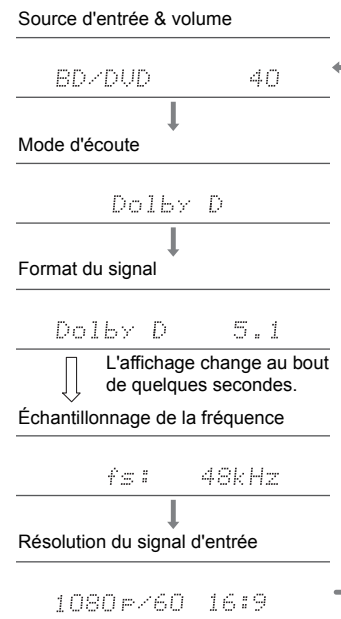 Source d'entrée & volume
BD/DVD 40
Mode d'écoute
Dolby D
Format du signal
Dolby D 5.1
L'affichage change au bout
de quelques secondes.
Échantillonnage de la fréquence
fs: 48kHz
Résolution du signal d'entrée
1080p/60 16:9